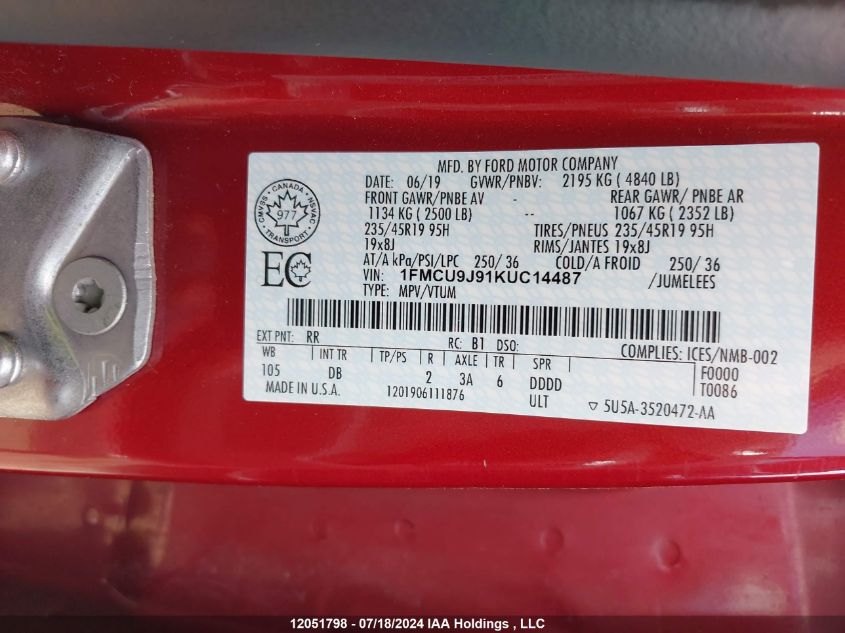 MFD. BY FORD MOTOR COMPANY
DATE: 06/19 GVWR/PNBV: 2195 KG ( 4840 LB)
FRONT GAWR/PNBE AV - REAR GAWR/ PNBE AR
1134 KG ( 2500 LB) -- 1067 KG ( 2352 LB)
235/45R19 95H TIRES/PNEUS 235/45R19 95H
19x8J RIMS/JANTES 19x8J
AT/A kPa/PSI/LPC 250/ 36 COLD/A FROID 250/ 36
VIN: 1FMCU9J91KUC14487 /JUMELEES
TYPE: MPV/VTUM
CANADA
CMVSS NSVAC
977
TRANSPORT
EC
EXT PNT: RR RC: B1 DSO: COMPLIES: ICES/NMB-002
WB INT TR TP/PS R AXLE TR SPR F0000
105 DB 2 3A 6 DDDD T0086
MADE IN U.S.A. 1201906111876 ULT ▽ 5U5A-3520472-AA
12051798 - 07/18/2024 IAA Holdings , LLC